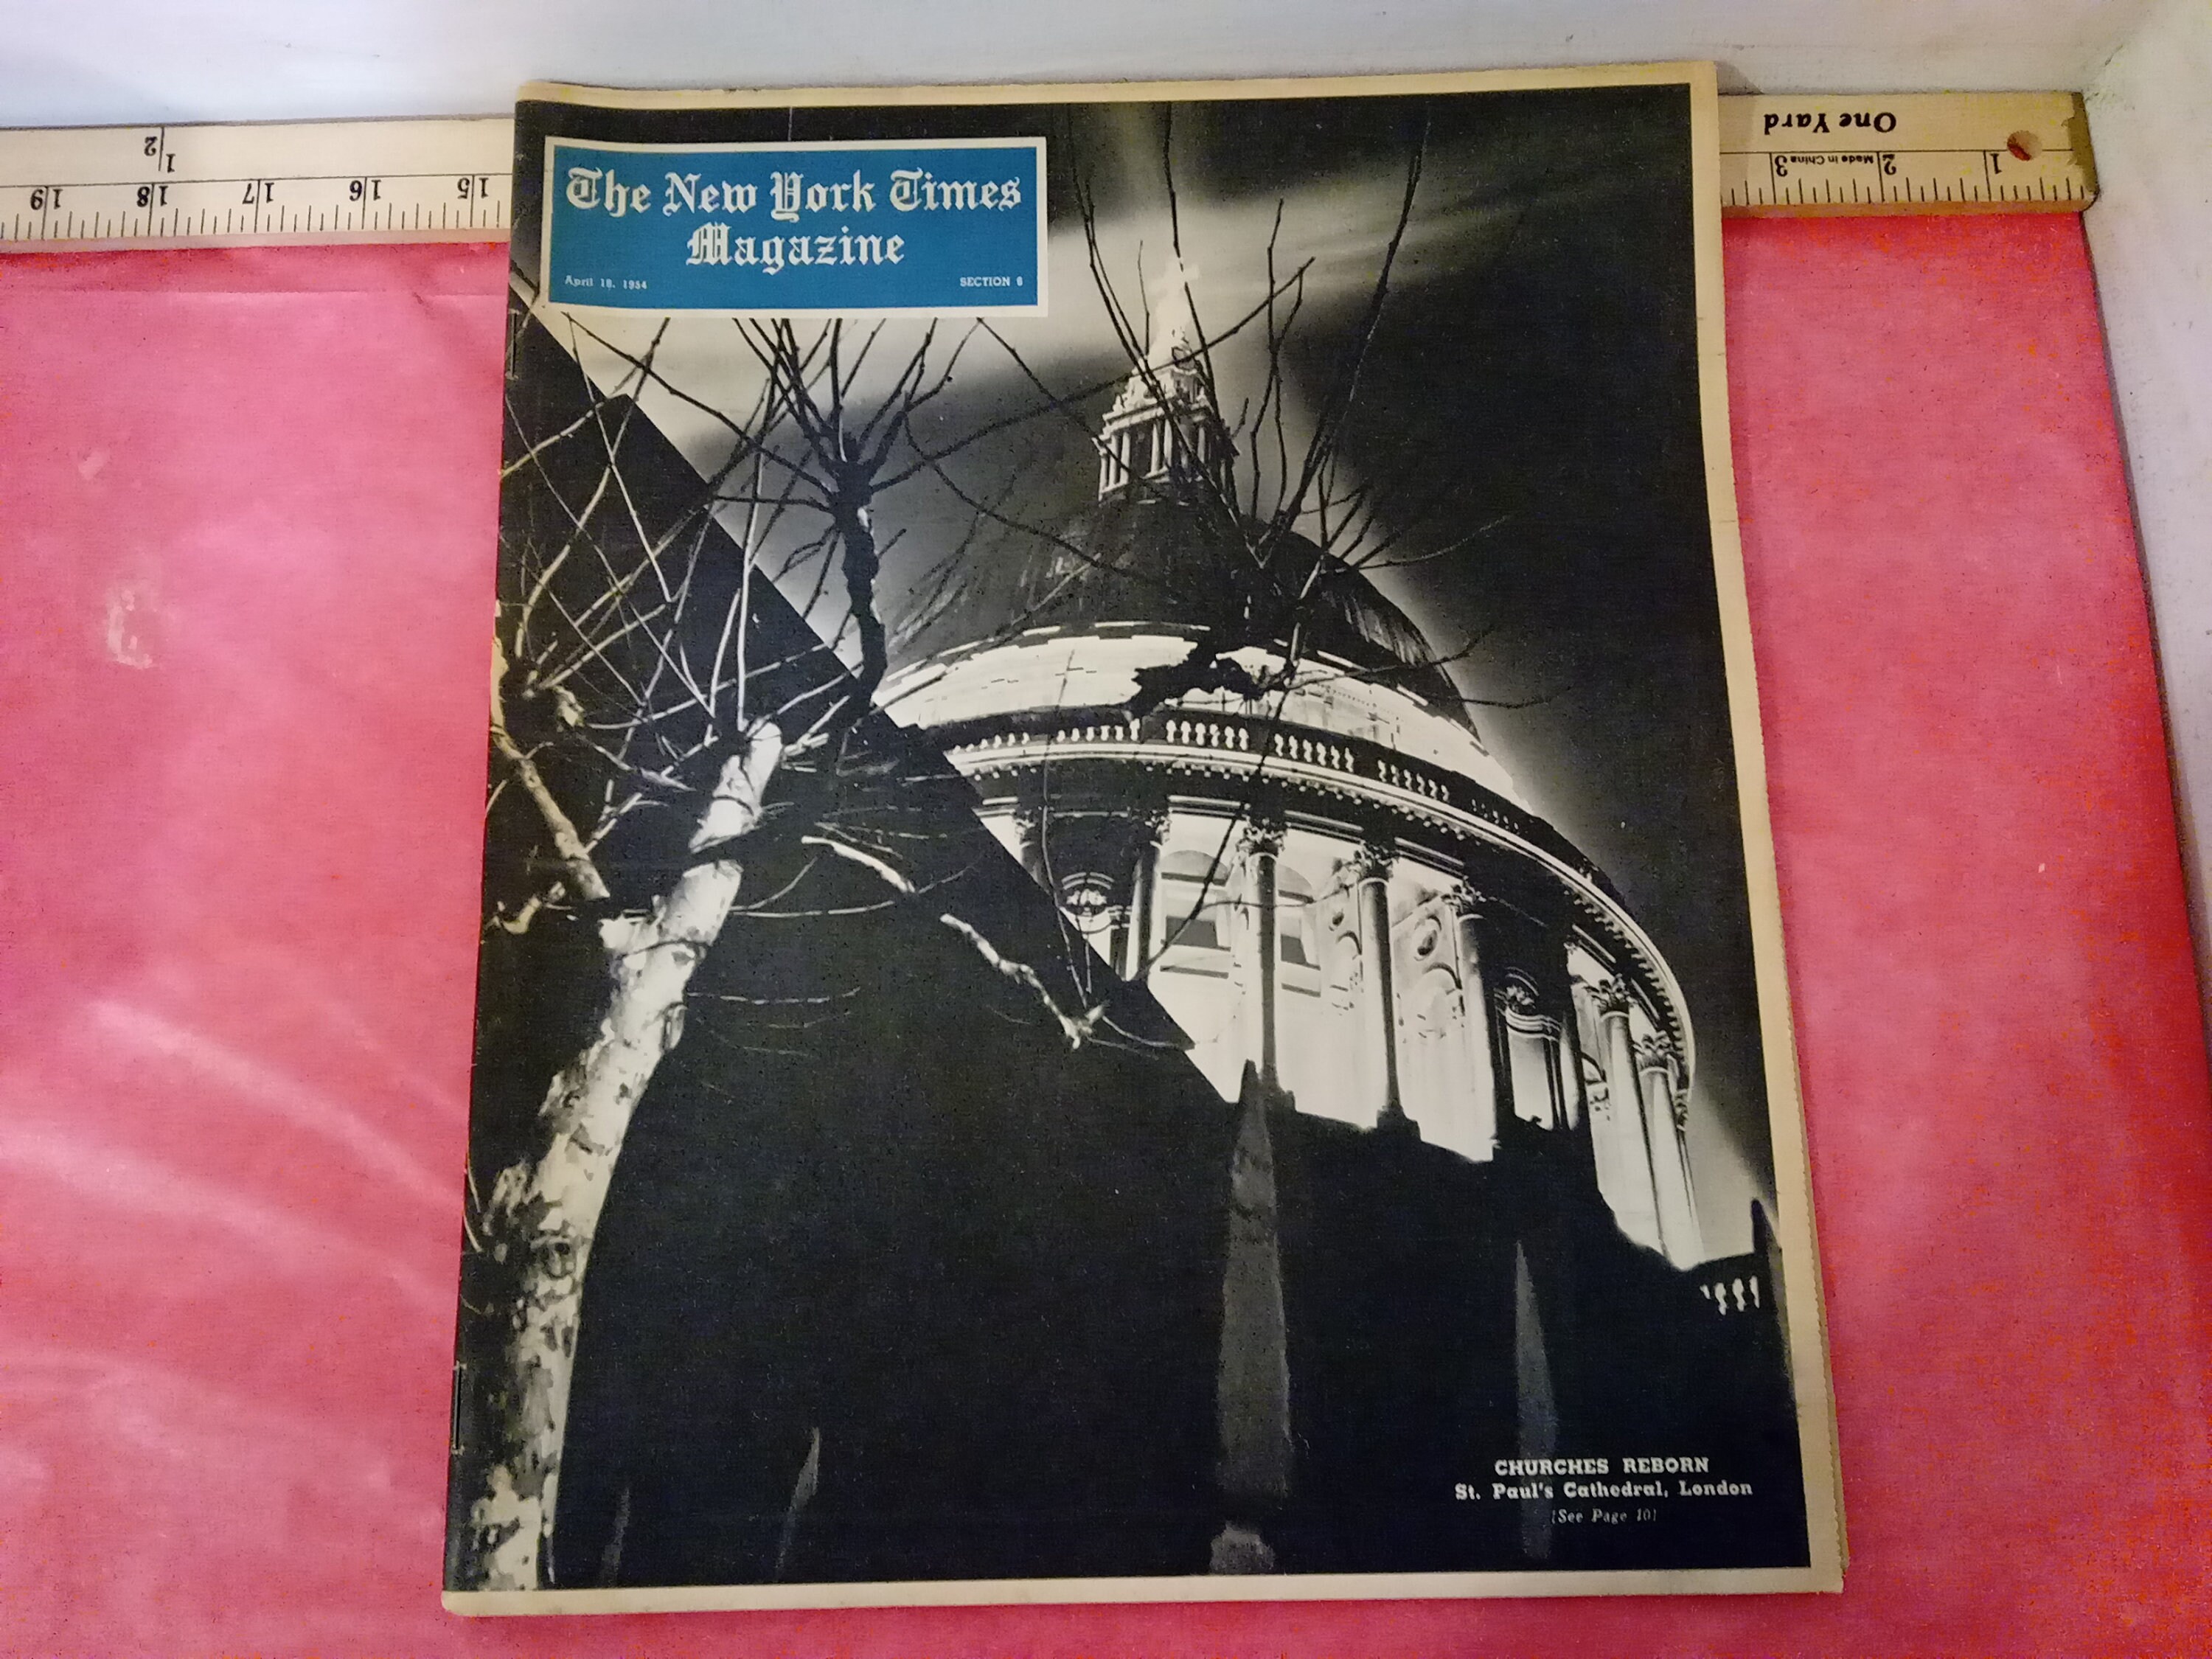 The New York Times
Magazine
April 18, 1954
SECTION 6
One Yard
Made in China
1
2
3
15
16
17
18
19
1
2
CHURCHES REBORN
St. Paul's Cathedral, London
[See Page 10]